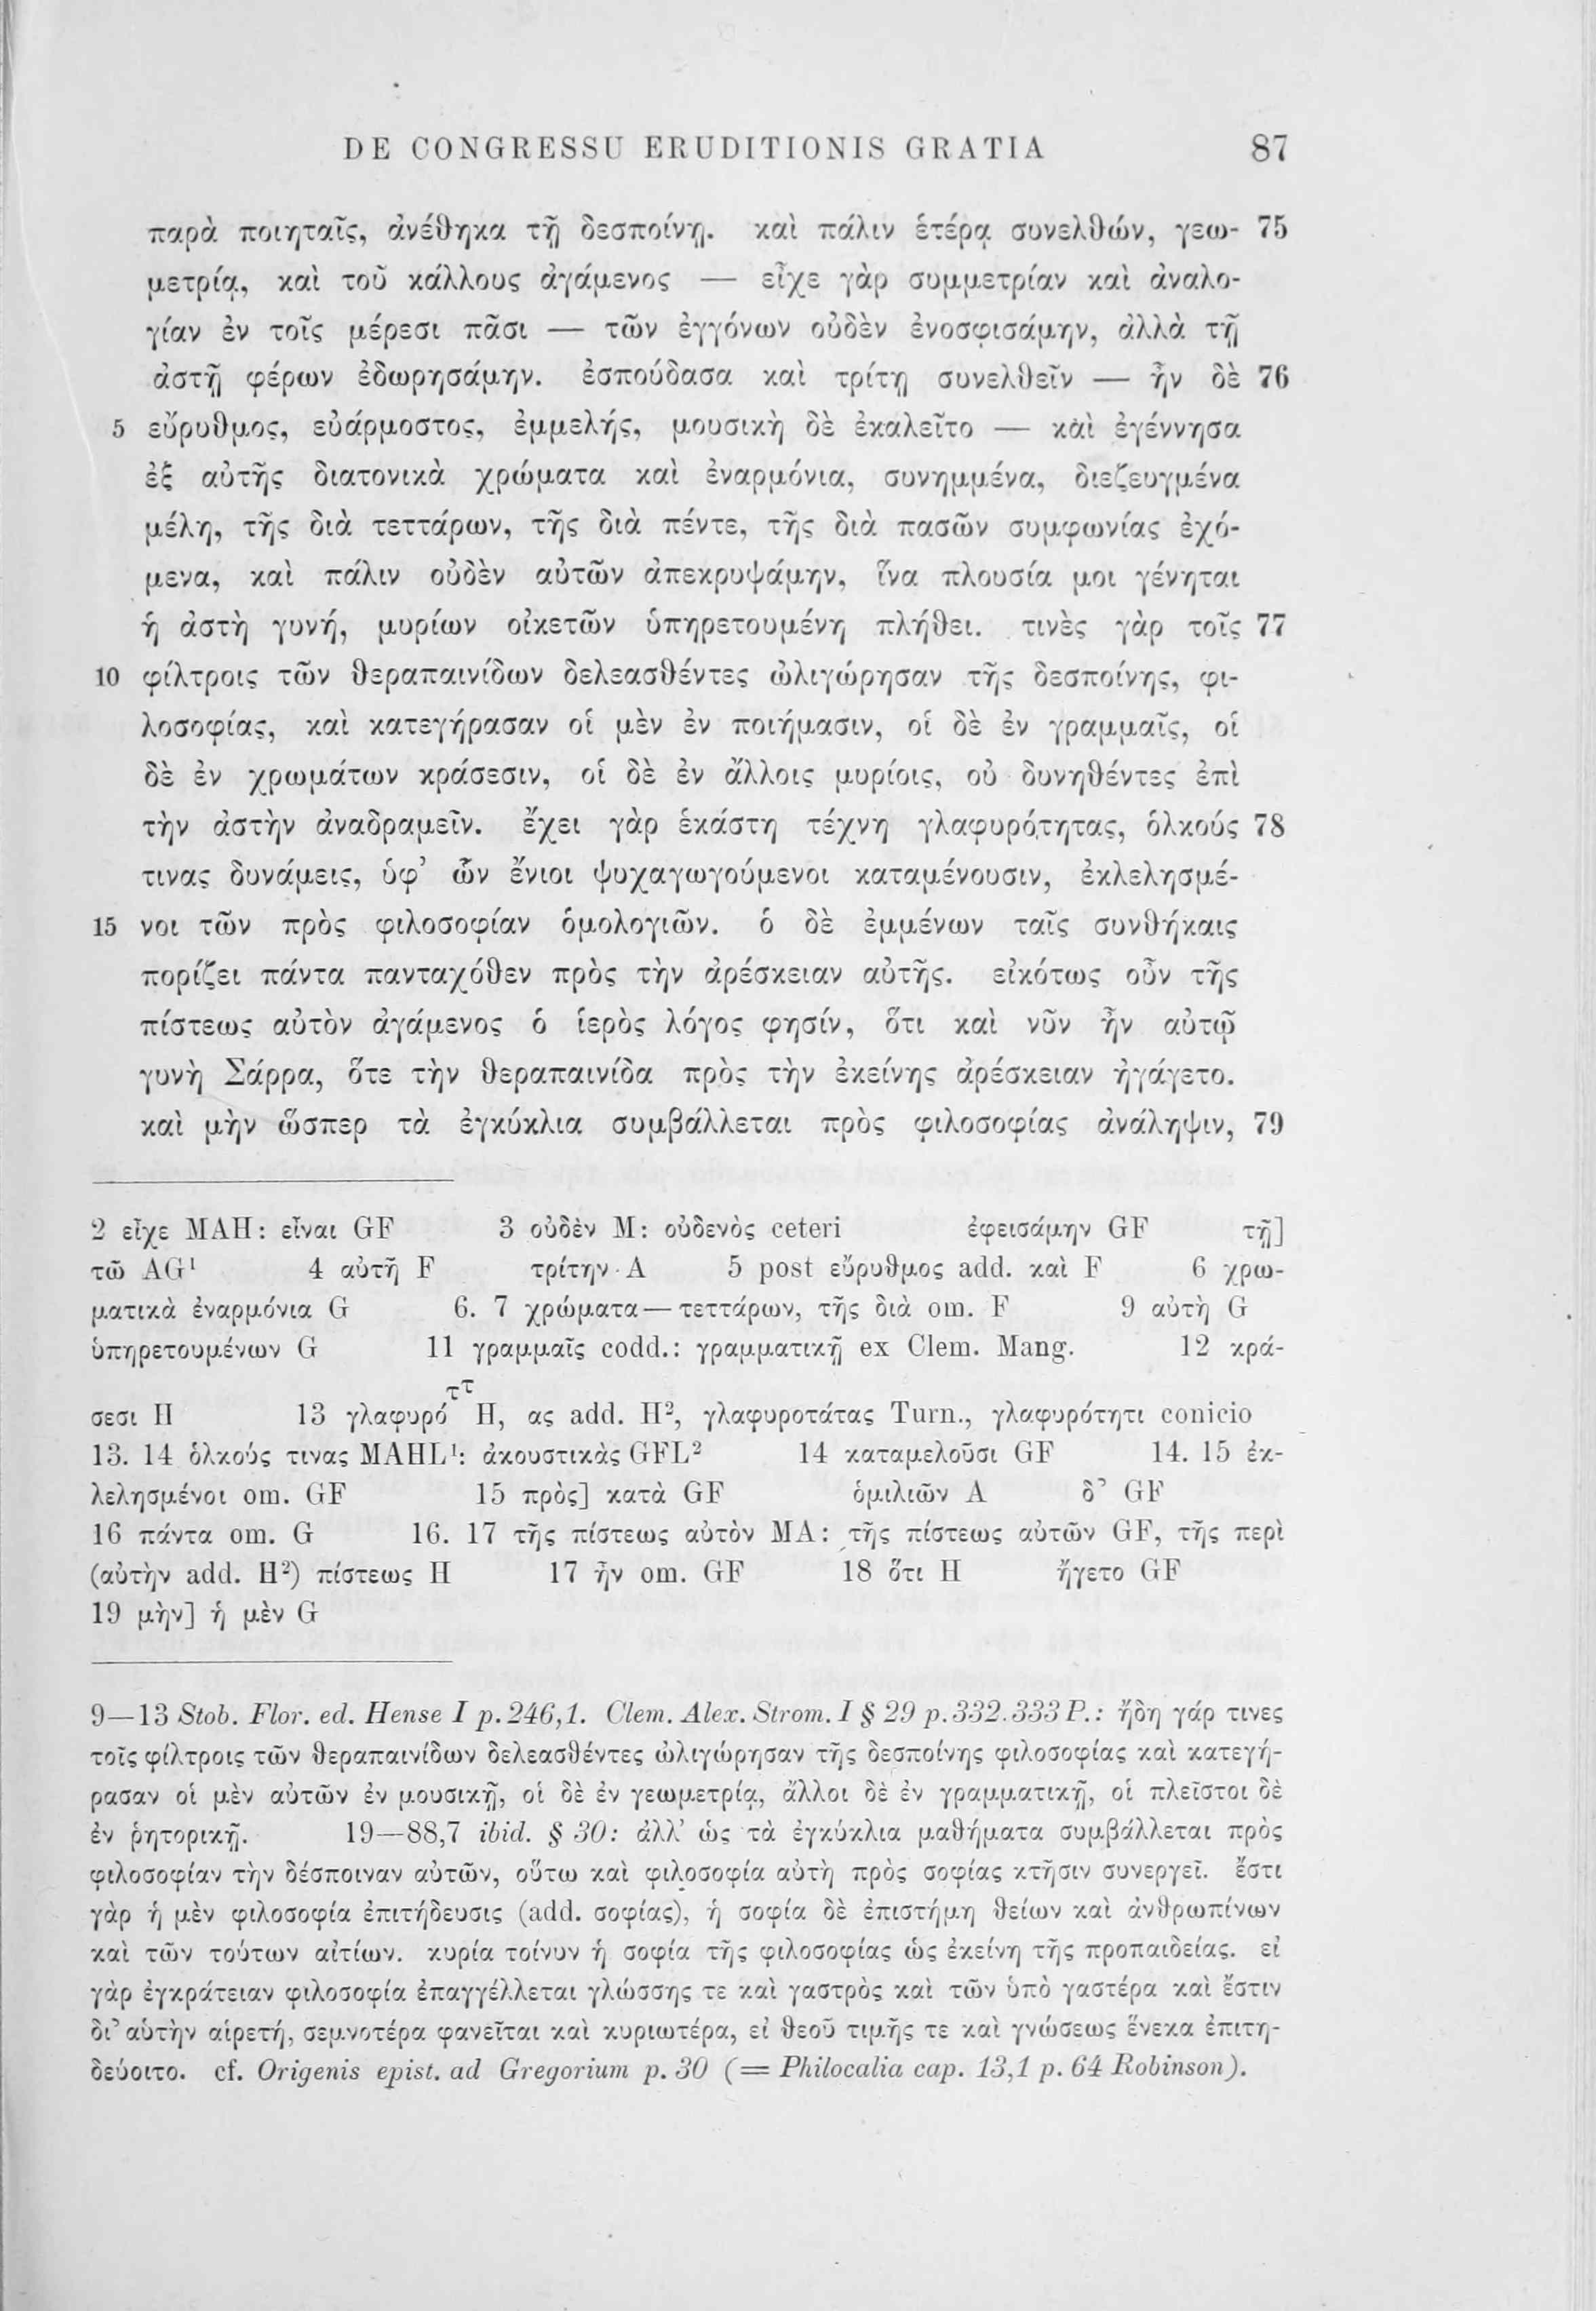 DE CONGRESSU ERUDITIONIS GRATIA 87
παρὰ ποιηταῖς, ἀνέθηκα τῇ δεσποίνῃ. καὶ πάλιν ἑτέρᾳ συνελθών, γεω- 75
μετρίᾳ, καὶ τοῦ κάλλους ἀγάμενος — εἶχε γὰρ συμμετρίαν καὶ ἀναλο-
γίαν ἐν τοῖς μέρεσι πᾶσι — τῶν ἐγγόνων οὐδὲν ἐνοσφισάμην, ἀλλὰ τῇ
ἀστῇ φέρων ἐδωρησάμην. ἐσπούδασα καὶ τρίτῃ συνελθεῖν — ἦν δὲ 76
5 εὔρυθμος, εὐάρμοστος, ἐμμελής, μουσικὴ δὲ ἐκαλεῖτο — καὶ ἐγέννησα
ἐξ αὐτῆς διατονικὰ χρώματα καὶ ἐναρμόνια, συνημμένα, διεζευγμένα
μέλη, τῆς διὰ τεττάρων, τῆς διὰ πέντε, τῆς διὰ πασῶν συμφωνίας ἐχό-
μενα, καὶ πάλιν οὐδὲν αὐτῶν ἀπεκρυψάμην, ἵνα πλουσία μοι γένηται
ἡ ἀστὴ γυνή, μυρίων οἰκετῶν ὑπηρετουμένη πλήθει. τινὲς γὰρ τοῖς 77
10 φίλτροις τῶν θεραπαινίδων δελεασθέντες ὠλιγώρησαν τῆς δεσποίνης, φι-
λοσοφίας, καὶ κατεγήρασαν οἱ μὲν ἐν ποιήμασιν, οἱ δὲ ἐν γραμμαῖς, οἱ
δὲ ἐν χρωμάτων κράσεσιν, οἱ δὲ ἐν ἄλλοις μυρίοις, οὐ δυνηθέντες ἐπὶ
τὴν ἀστὴν ἀναδραμεῖν. ἔχει γὰρ ἑκάστη τέχνη γλαφυρότητας, ὁλκούς 78
τινας δυνάμεις, ὑφ’ ὧν ἔνιοι ψυχαγωγούμενοι καταμένουσιν, ἐκλελησμέ-
15 νοι τῶν πρὸς φιλοσοφίαν ὁμολογιῶν. ὁ δὲ ἐμμένων ταῖς συνθήκαις
πορίζει πάντα πανταχόθεν πρὸς τὴν ἀρέσκειαν αὐτῆς. εἰκότως οὖν τῆς
πίστεως αὐτὸν ἀγάμενος ὁ ἱερὸς λόγος φησίν, ὅτι καὶ νῦν ἦν αὐτῷ
γυνὴ Σάρρα, ὅτε τὴν θεραπαινίδα πρὸς τὴν ἐκείνης ἀρέσκειαν ἠγάγετο.
καὶ μὴν ὥσπερ τὰ ἐγκύκλια συμβάλλεται πρὸς φιλοσοφίας ἀνάληψιν, 79
2 εἶχε MAH: εἶναι GF 3 οὐδὲν M: οὐδενὸς ceteri ἐφεισάμην GF τῇ]
τῶ AG¹ 4 αὐτῆ F τρίτην A 5 post εὔρυθμος add. καὶ F 6 χρω-
ματικὰ ἐναρμόνια G 6. 7 χρώματα — τεττάρων, τῆς διὰ om. F 9 αὐτὴ G
ὑπηρετουμένων G 11 γραμμαῖς codd.: γραμματικῇ ex Clem. Mang. 12 κρά-
σεσι H 13 γλαφυρό^ττ H, ας add. H², γλαφυροτάτας Turn., γλαφυρότητι conicio
13. 14 ὁλκούς τινας MAHL¹: ἀκουστικὰς GFL² 14 καταμελοῦσι GF 14. 15 ἐκ-
λελησμένοι om. GF 15 πρὸς] κατὰ GF ὁμιλιῶν A δ’ GF
16 πάντα om. G 16. 17 τῆς πίστεως αὐτὸν MA: τῆς πίστεως αὐτῶν GF, τῆς περὶ
(αὐτὴν add. H²) πίστεως H 17 ἦν om. GF 18 ὅτι H ἤγετο GF
19 μὴν] ἡ μὲν G
9—13 Stob. Flor. ed. Hense I p. 246,1. Clem. Alex. Strom. I § 29 p. 332. 333 P.: ἤδη γάρ τινες
τοῖς φίλτροις τῶν θεραπαινίδων δελεασθέντες ὠλιγώρησαν τῆς δεσποίνης φιλοσοφίας καὶ κατεγή-
ρασαν οἱ μὲν αὐτῶν ἐν μουσικῇ, οἱ δὲ ἐν γεωμετρίᾳ, ἄλλοι δὲ ἐν γραμματικῇ, οἱ πλεῖστοι δὲ
ἐν ῥητορικῇ. 19—88,7 ibid. § 30: ἀλλ’ ὡς τὰ ἐγκύκλια μαθήματα συμβάλλεται πρὸς
φιλοσοφίαν τὴν δέσποιναν αὐτῶν, οὕτω καὶ φιλοσοφία αὐτὴ πρὸς σοφίας κτῆσιν συνεργεῖ. ἔστι
γὰρ ἡ μὲν φιλοσοφία ἐπιτήδευσις (add. σοφίας), ἡ σοφία δὲ ἐπιστήμη θείων καὶ ἀνθρωπίνων
καὶ τῶν τούτων αἰτίων. κυρία τοίνυν ἡ σοφία τῆς φιλοσοφίας ὡς ἐκείνη τῆς προπαιδείας. εἰ
γὰρ ἐγκράτειαν φιλοσοφία ἐπαγγέλλεται γλώσσης τε καὶ γαστρὸς καὶ τῶν ὑπὸ γαστέρα καὶ ἔστιν
δι’ αὑτὴν αἱρετή, σεμνοτέρα φανεῖται καὶ κυριωτέρα, εἰ θεοῦ τιμῆς τε καὶ γνώσεως ἕνεκα ἐπιτη-
δεύοιτο. cf. Origenis epist. ad Gregorium p. 30 (= Philocalia cap. 13,1 p. 64 Robinson).